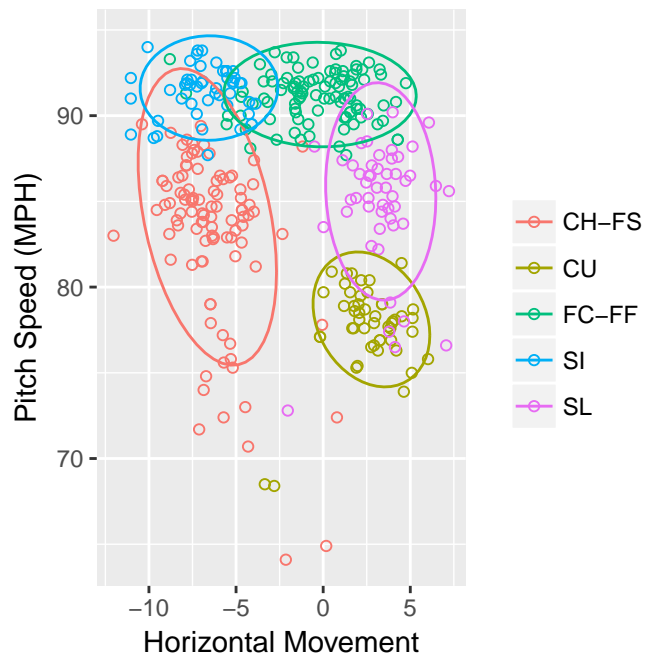 90
80
70
−10
−5
0
5
Horizontal Movement
Pitch Speed (MPH)
CH−FS
CU
FC−FF
SI
SL